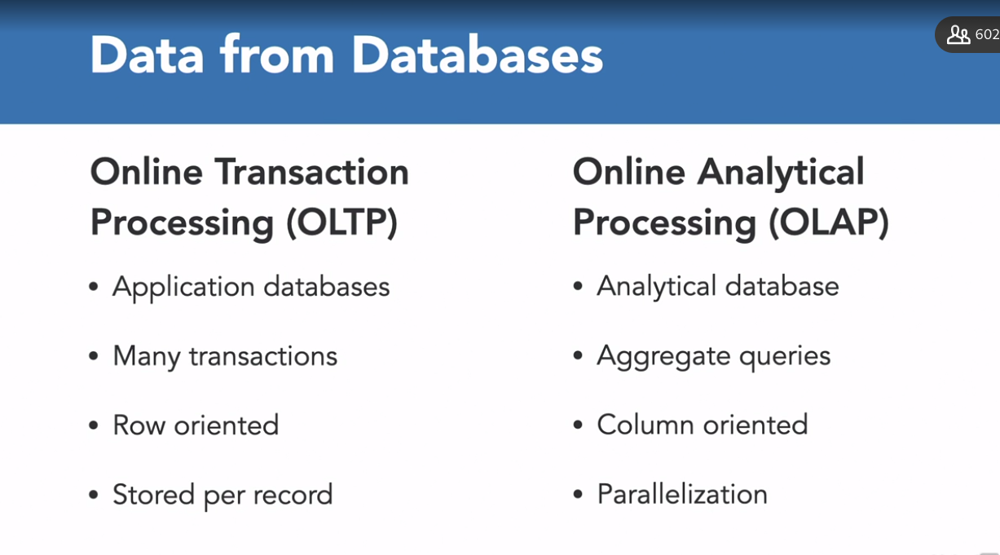 Data from Databases
602
Online Transaction
Processing (OLTP)
• Application databases
• Many transactions
• Row oriented
• Stored per record
Online Analytical
Processing (OLAP)
• Analytical database
• Aggregate queries
• Column oriented
• Parallelization